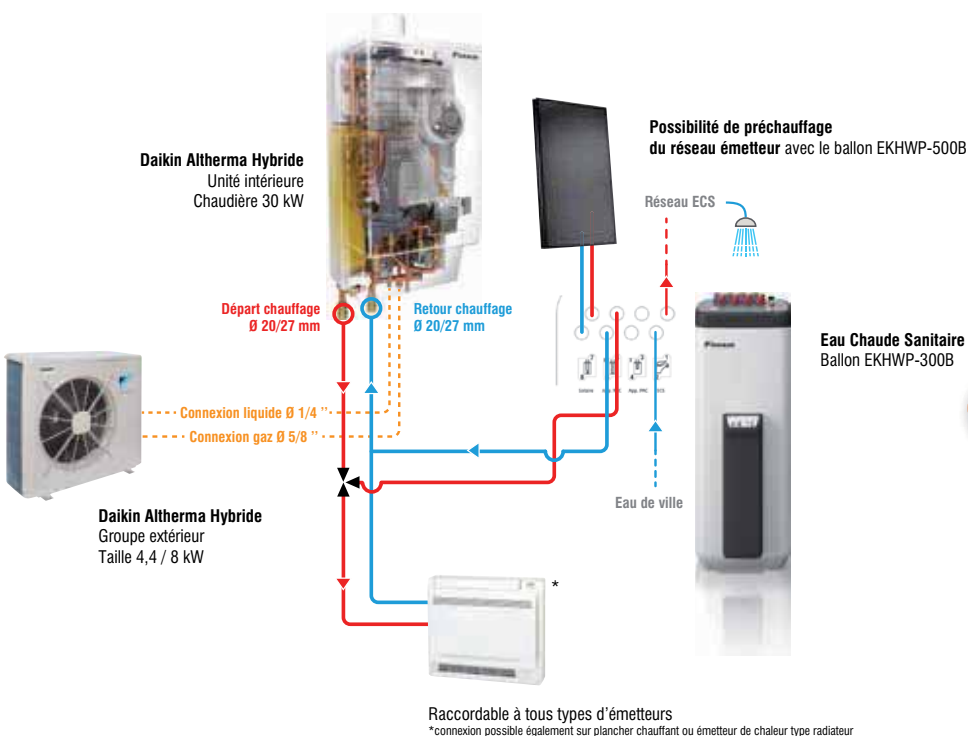 Daikin Altherma Hybride
Unité intérieure
Chaudière 30 kW
Possibilité de préchauffage
du réseau émetteur avec le ballon EKHWP-500B
Réseau ECS
Départ chauffage
Ø 20/27 mm
Retour chauffage
Ø 20/27 mm
Eau Chaude Sanitaire
Ballon EKHWP-300B
Connexion liquide Ø 1/4 ’’
Connexion gaz Ø 5/8 ’’
Eau de ville
Daikin Altherma Hybride
Groupe extérieur
Taille 4,4 / 8 kW
*
Raccordable à tous types d’émetteurs
*connexion possible également sur plancher chauffant ou émetteur de chaleur type radiateur